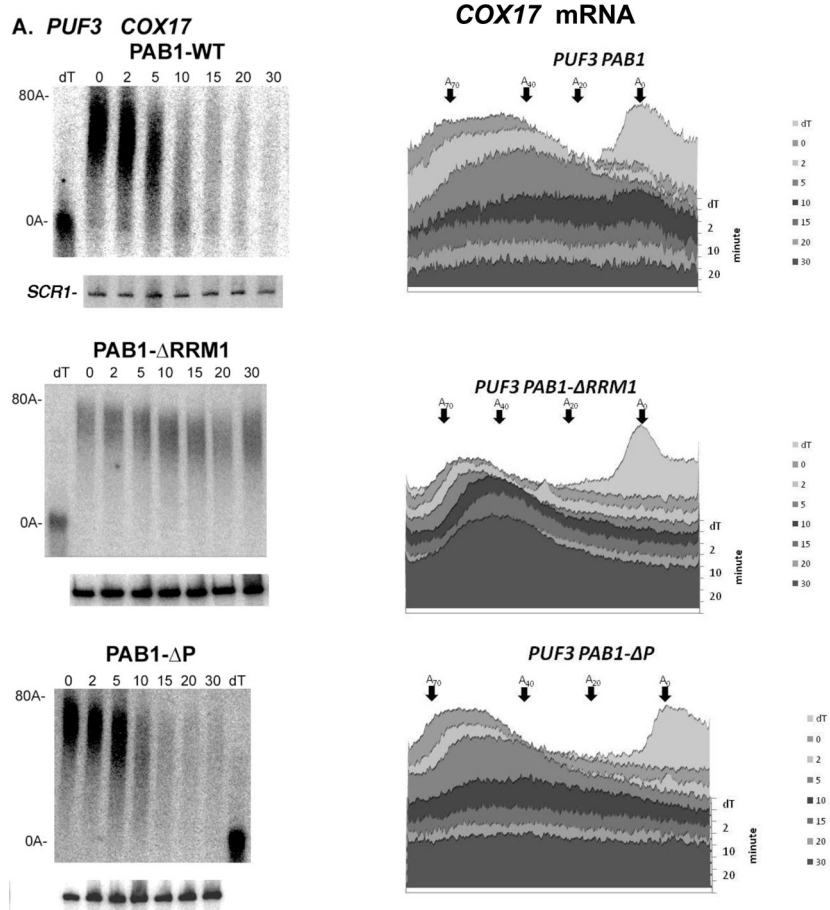 A. PUF3 COX17
PAB1-WT
dT 0 2 5 10 15 20 30
80A-
0A-
SCR1-
COX17 mRNA
PUF3 PAB1
A70 A40 A20 A0
dT
2
10
20
minute
dT
0
2
5
10
15
20
30
PAB1-ΔRRM1
dT 0 2 5 10 15 20 30
80A-
0A-
PUF3 PAB1-ΔRRM1
A70 A40 A20 A0
dT
2
10
20
minute
dT
0
2
5
10
15
20
30
PAB1-ΔP
0 2 5 10 15 20 30 dT
80A-
0A-
PUF3 PAB1-ΔP
A70 A40 A20 A0
dT
2
10
20
minute
dT
0
2
5
10
15
20
30